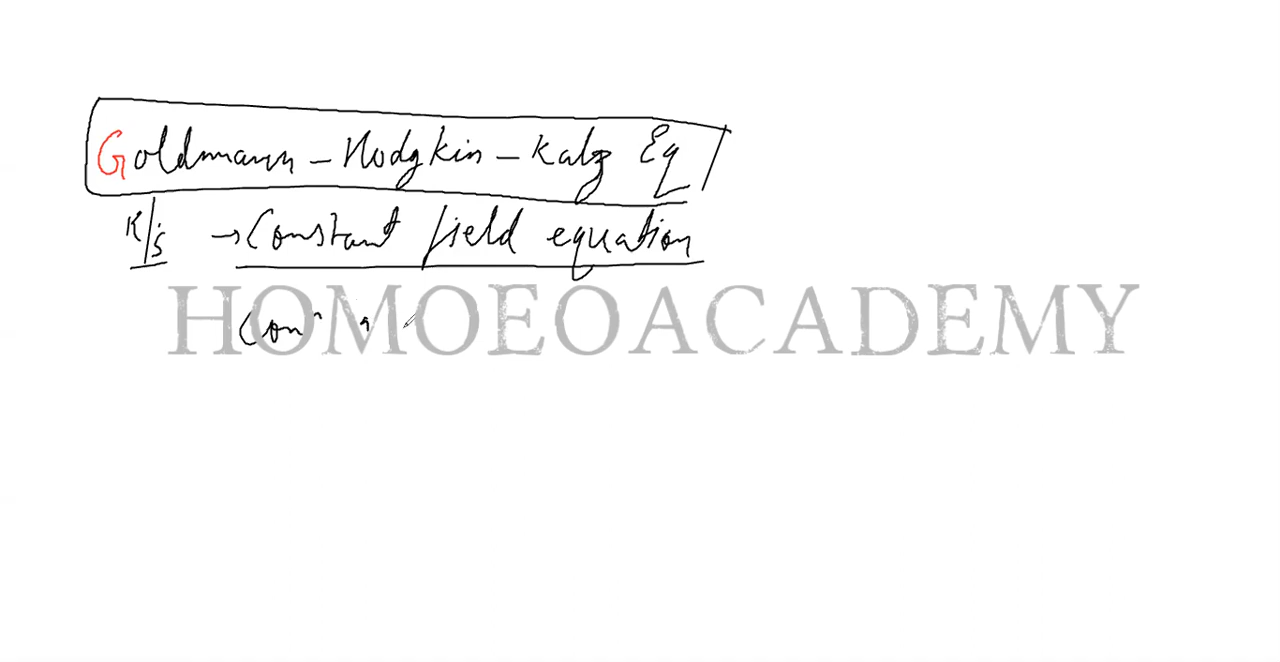 Goldmann - Hodgkin - Katz Eq
K/s → Constant field equation
HOMOEOACADEMY